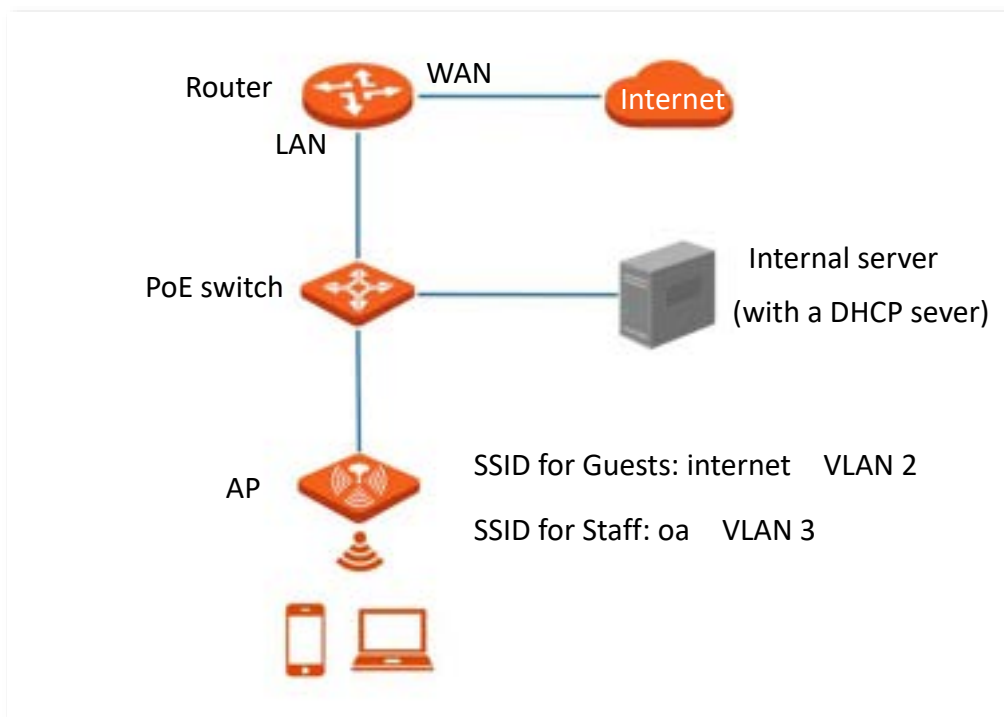 Router
WAN
Internet
LAN
PoE switch
Internal server
(with a DHCP sever)
AP
SSID for Guests: internet VLAN 2
SSID for Staff: oa VLAN 3